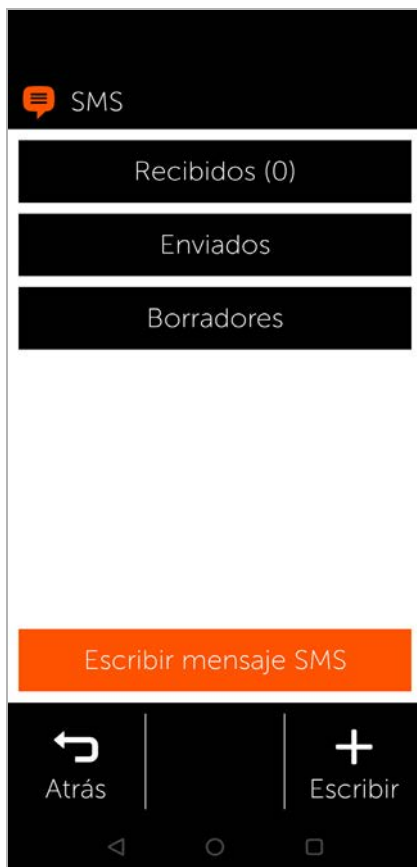 SMS
Recibidos (0)
Enviados
Borradores
Escribir mensaje SMS
Atrás
Escribir